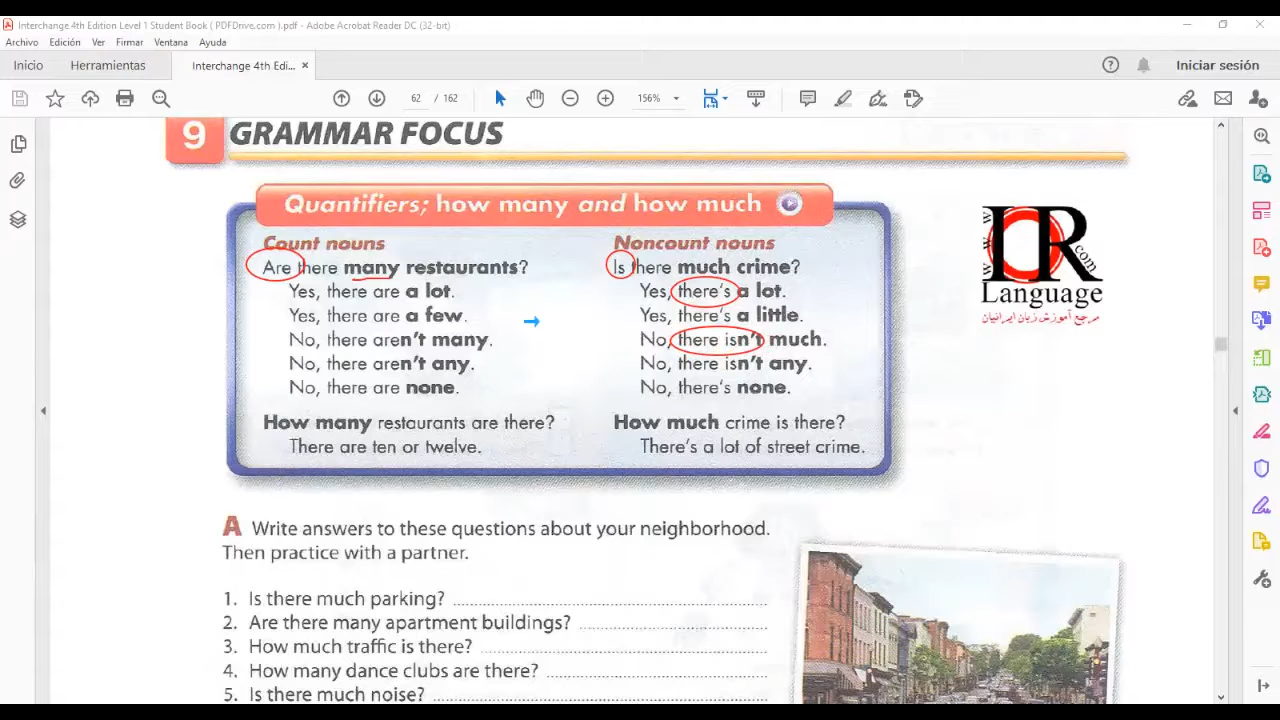 Interchange 4th Edition Level 1 Student Book ( PDFDrive.com ).pdf - Adobe Acrobat Reader DC (32-bit)
Archivo Edición Ver Firmar Ventana Ayuda
Inicio Herramientas Interchange 4th Edi... × Iniciar sesión
62 / 162 156%
9 GRAMMAR FOCUS
Quantifiers; how many and how much
Count nouns
Are there many restaurants?
Yes, there are a lot.
Yes, there are a few.
No, there aren't many.
No, there aren't any.
No, there are none.
How many restaurants are there?
There are ten or twelve.
Noncount nouns
Is there much crime?
Yes, there's a lot.
Yes, there's a little.
No, there isn't much.
No, there isn't any.
No, there's none.
How much crime is there?
There's a lot of street crime.
www.IR
Language.com
مرجع آموزش زبان ایرانیان
A Write answers to these questions about your neighborhood.
Then practice with a partner.
1. Is there much parking?
2. Are there many apartment buildings?
3. How much traffic is there?
4. How many dance clubs are there?
5. Is there much noise?